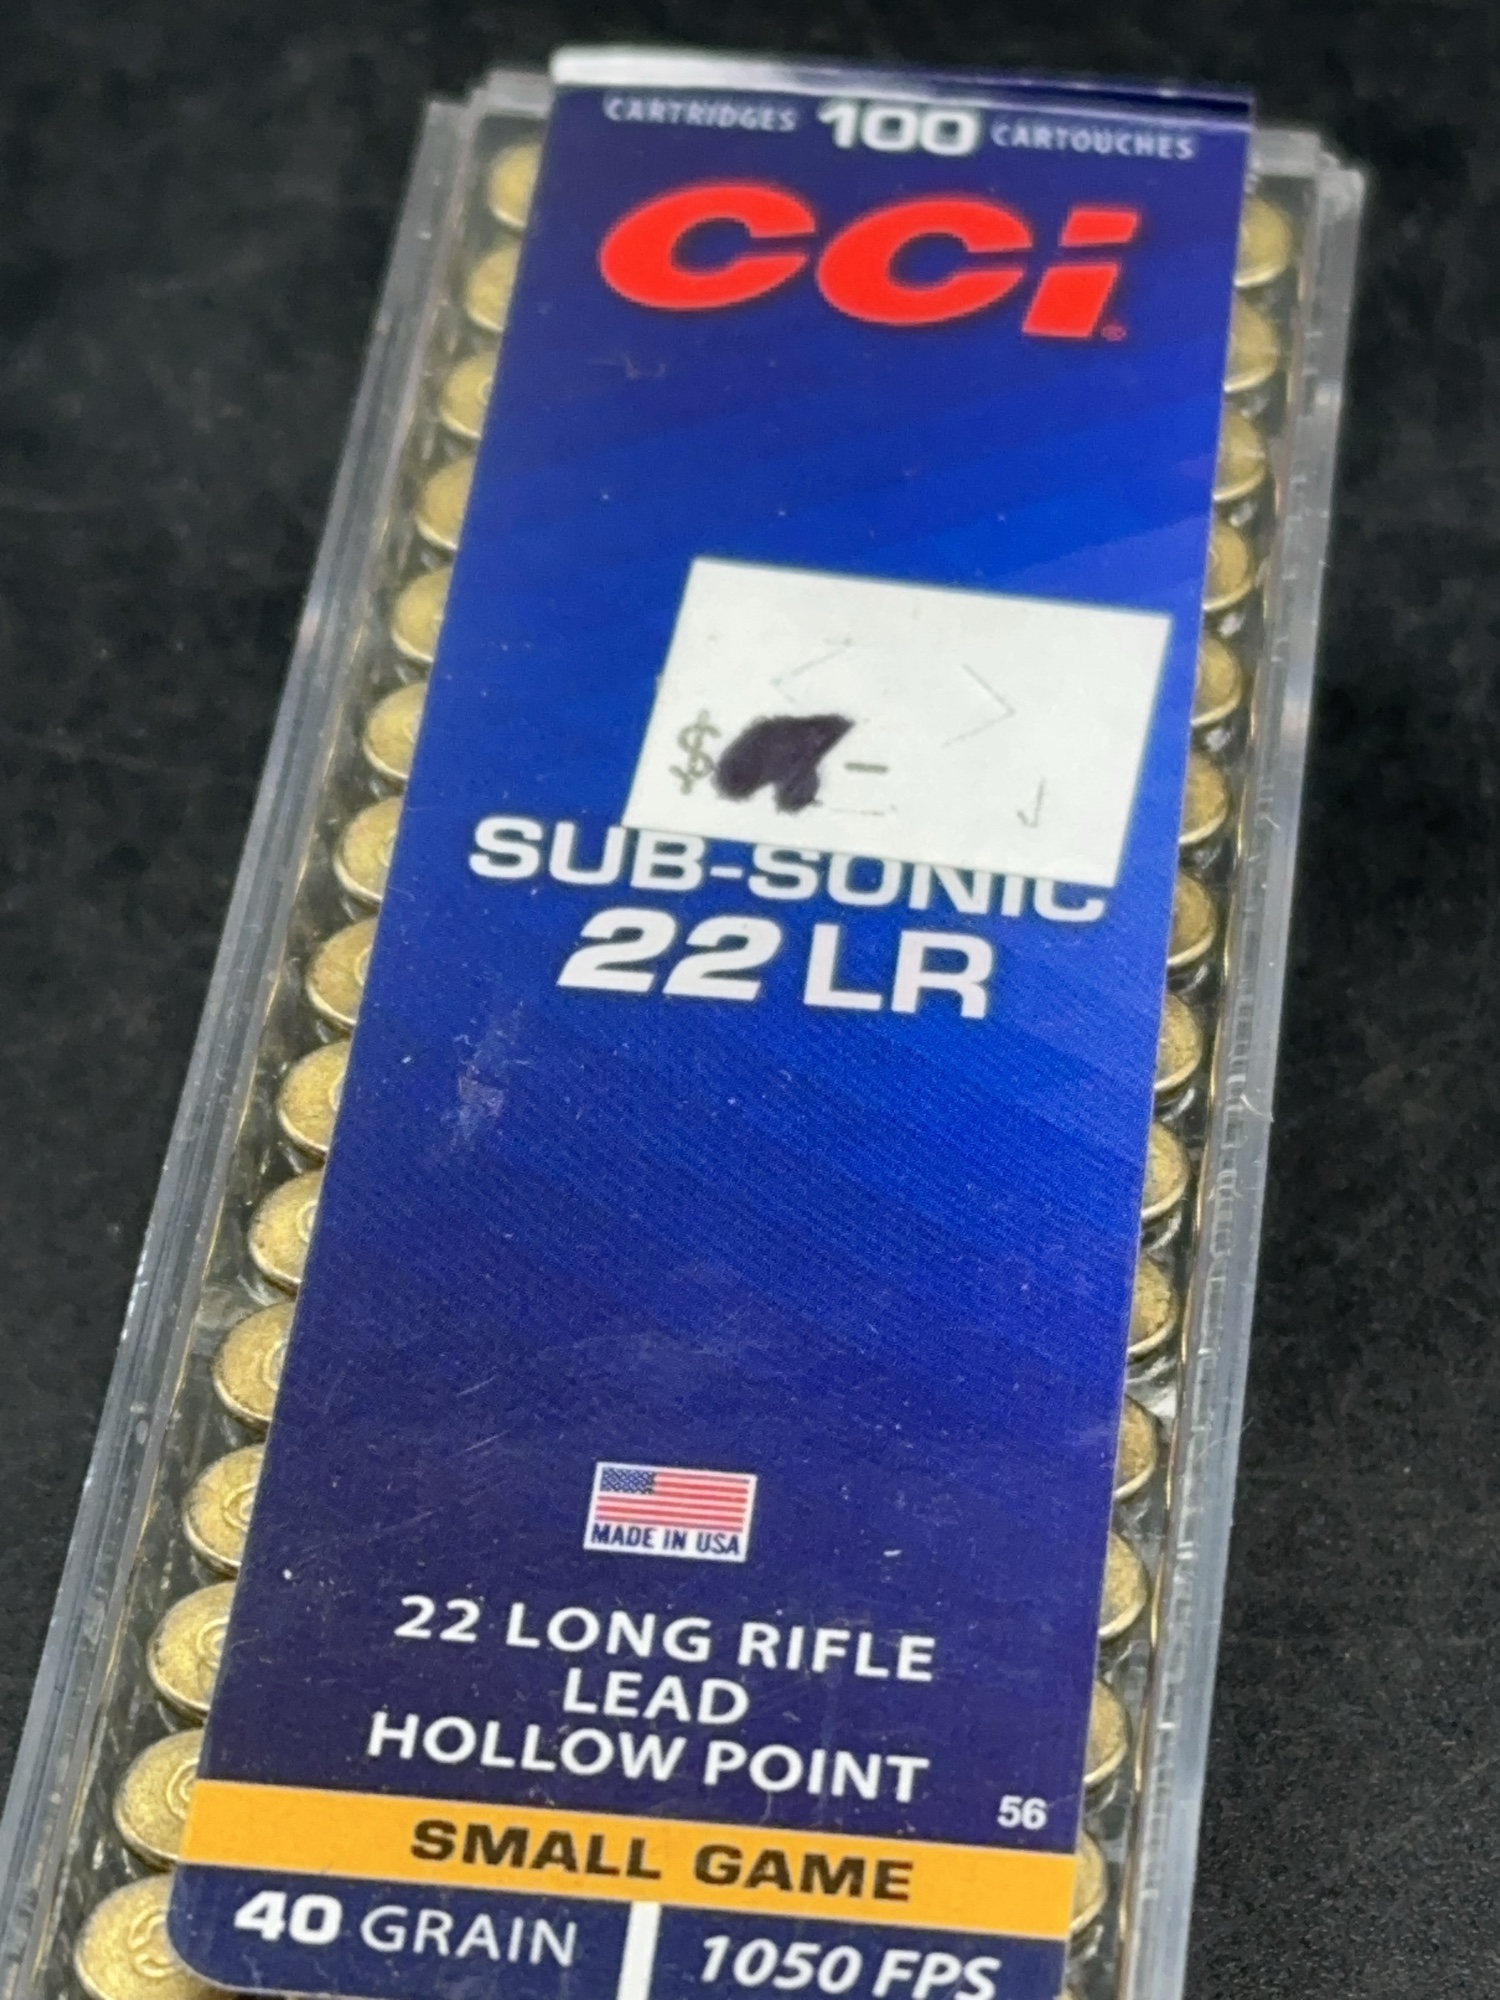 CARTRIDGES 100 CARTOUCHES
CCi®
$ -
SUB-SONIC
22 LR
MADE IN USA
22 LONG RIFLE
LEAD
HOLLOW POINT
56
SMALL GAME
40 GRAIN 1050 FPS